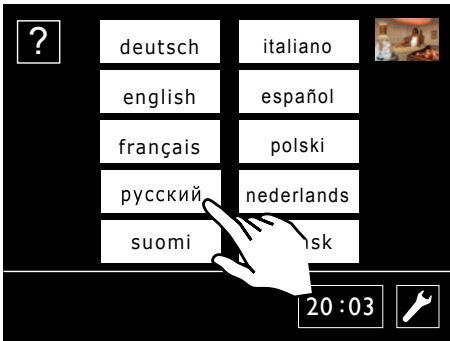 ?
deutsch italiano
english español
français polski
русский nederlands
suomi
20:03